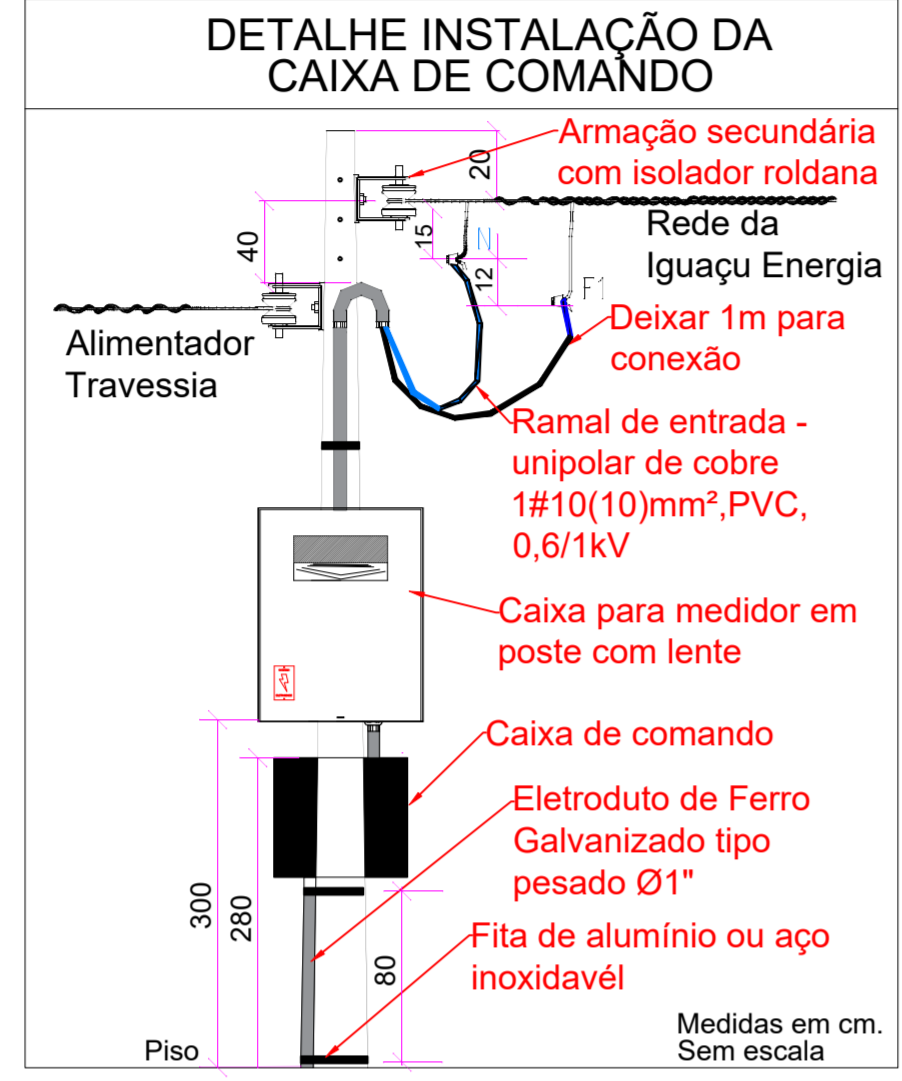 DETALHE INSTALAÇÃO DA
CAIXA DE COMANDO
Armação secundária
com isolador roldana
20
40
15
N
12
F1
Rede da
Iguaçu Energia
Alimentador
Travessia
Deixar 1m para
conexão
Ramal de entrada -
unipolar de cobre
1#10(10)mm²,PVC,
0,6/1kV
Caixa para medidor em
poste com lente
Caixa de comando
Eletroduto de Ferro
Galvanizado tipo
pesado Ø1"
300
280
80
Fita de alumínio ou aço
inoxidavél
Piso
Medidas em cm.
Sem escala